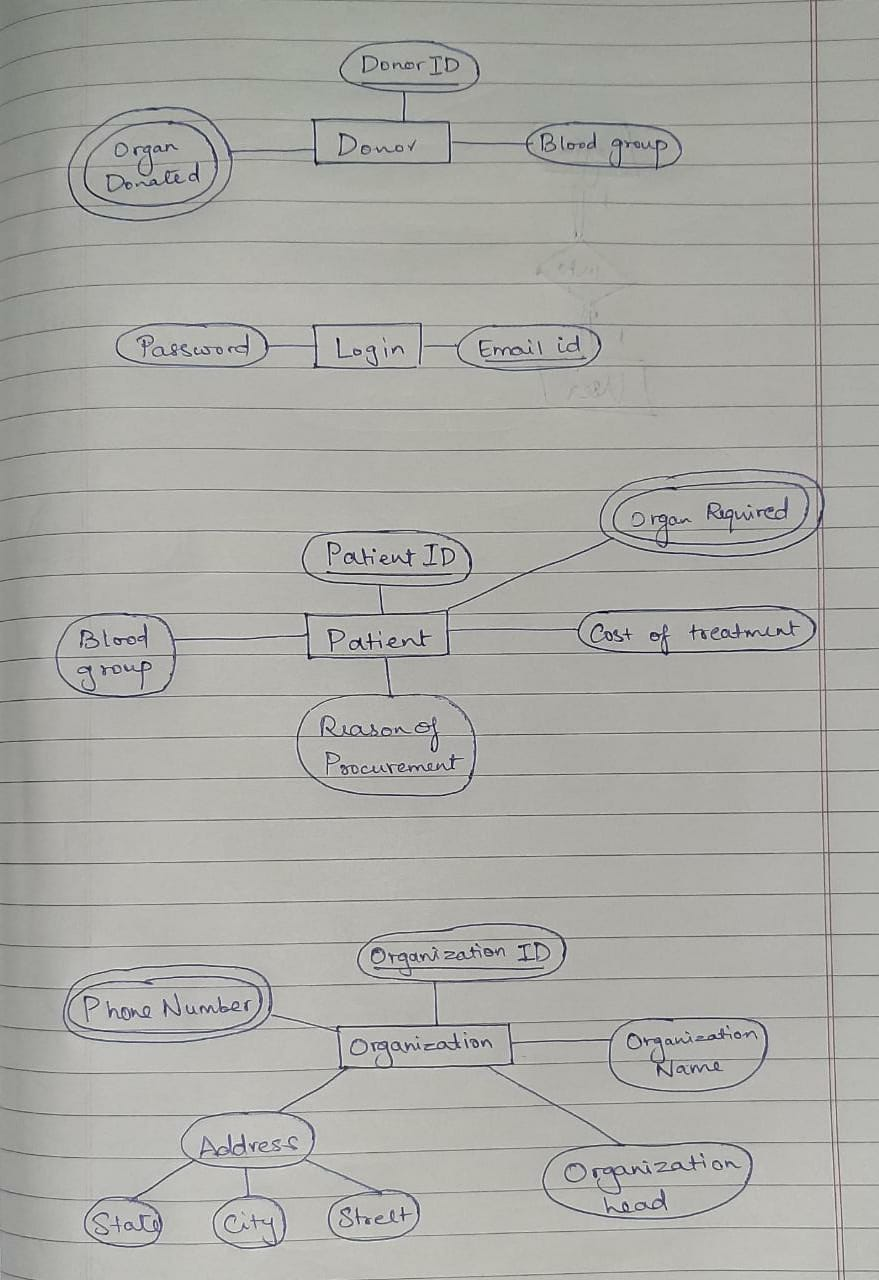 Donor ID
Organ
Donated
Donor
Blood group
Password
Login
Email id
Organ Required
Patient ID
Blood
group
Patient
Cost of treatment
Reason of
Procurement
Organization ID
Phone Number
Organization
Organization
Name
Address
Organization
head
State
City
Street